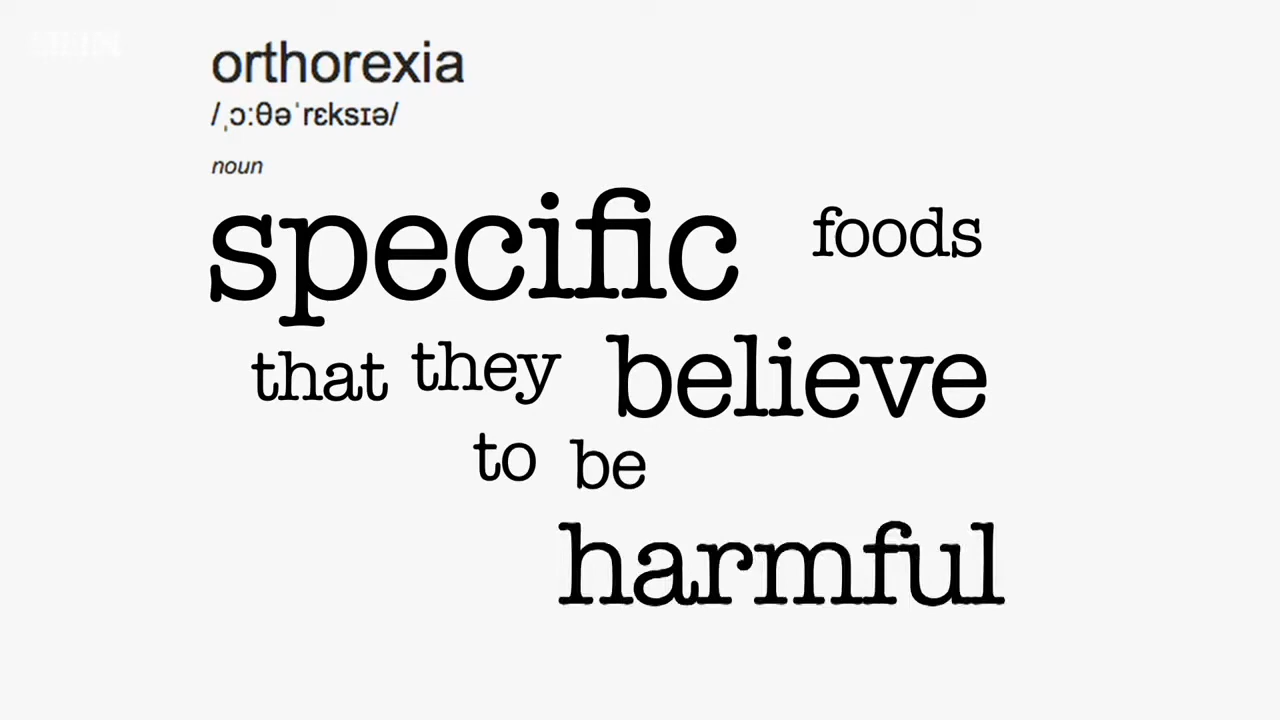 orthorexia
/ˌɔːθəˈrɛksɪə/
noun
specific foods
that they believe
to be
harmful